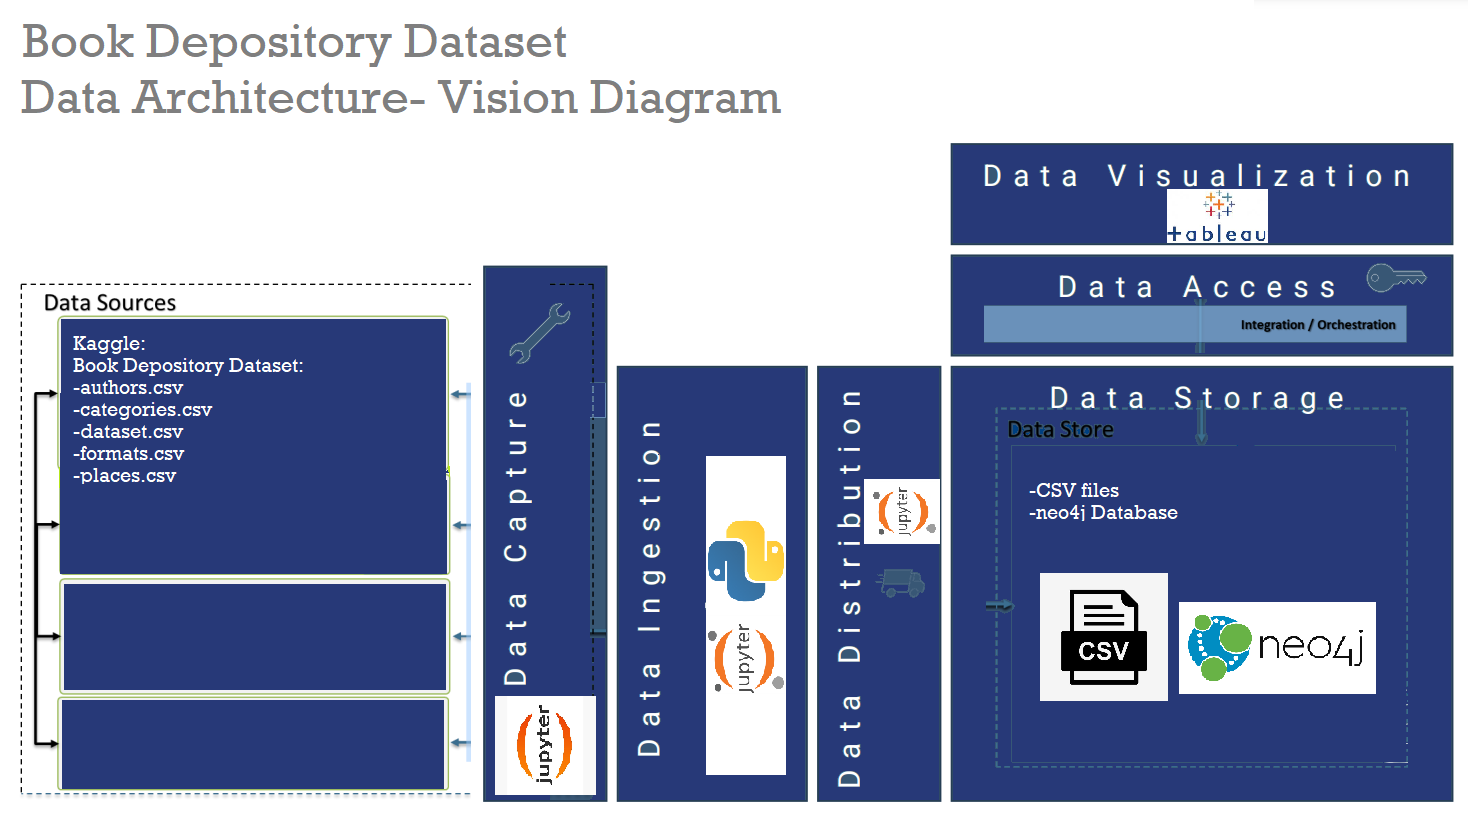 Book Depository Dataset
Data Architecture- Vision Diagram
Data Visualization
+ableau
Data Access
Integration / Orchestration
Data Sources
Kaggle:
Book Depository Dataset:
-authors.csv
-categories.csv
-dataset.csv
-formats.csv
-places.csv
Data Capture
jupyter
Data Ingestion
jupyter
Data Distribution
jupyter
Data Storage
Data Store
-CSV files
-neo4j Database
CSV
neo4j